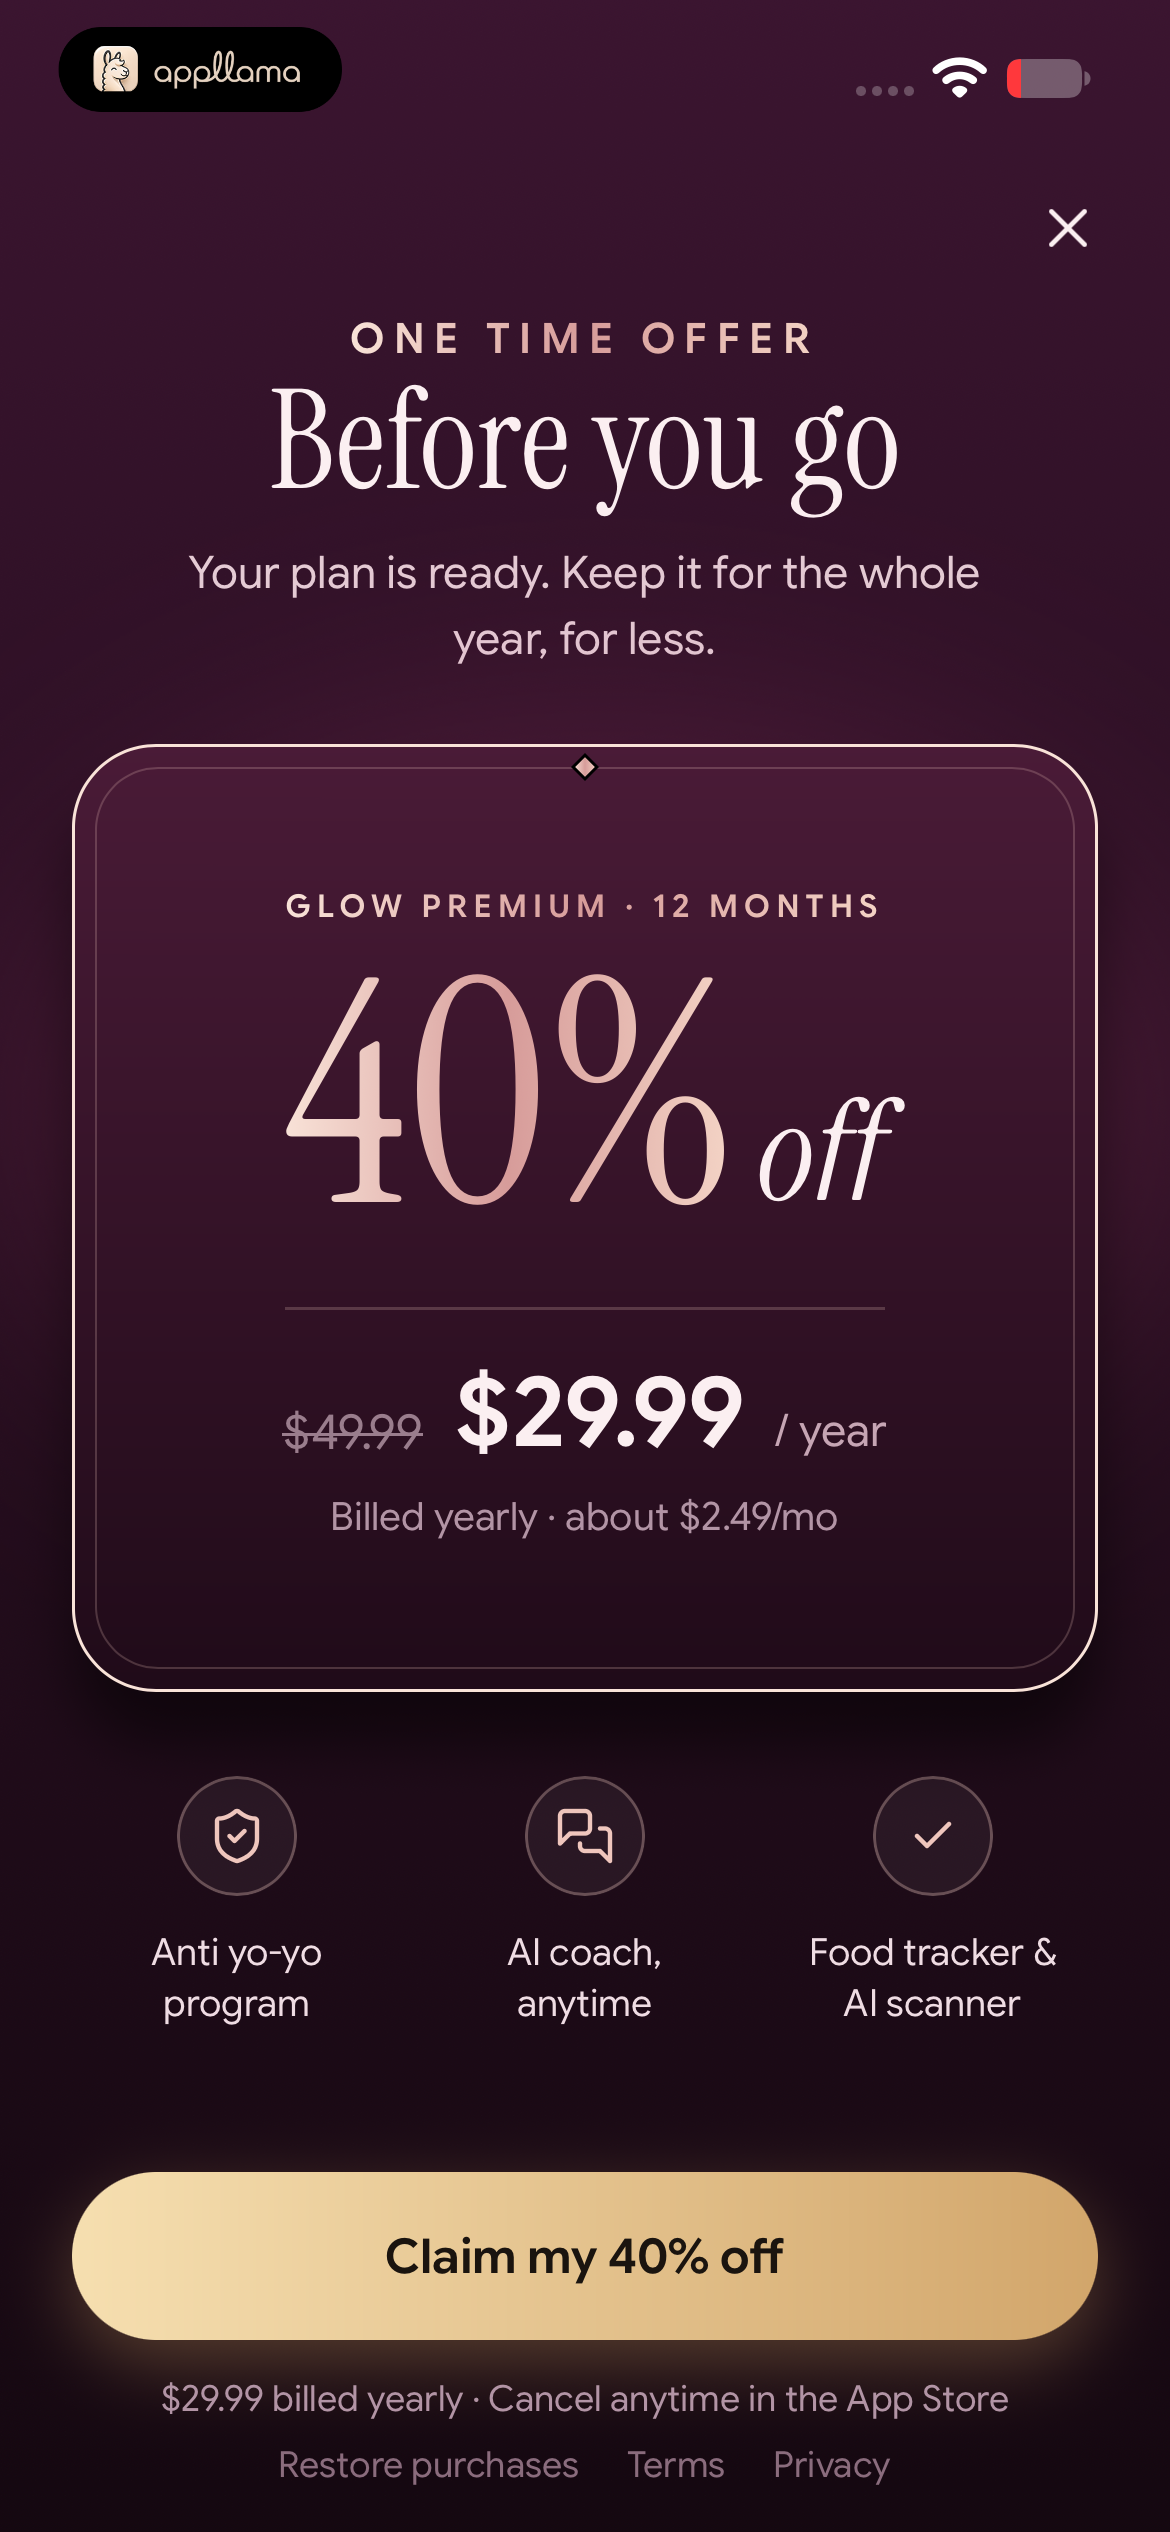 appllama
ONE TIME OFFER
Before you go
Your plan is ready. Keep it for the whole
year, for less.
GLOW PREMIUM · 12 MONTHS
40% off
$49.99 $29.99 / year
Billed yearly · about $2.49/mo
Anti yo-yo
program
AI coach,
anytime
Food tracker &
AI scanner
Claim my 40% off
$29.99 billed yearly · Cancel anytime in the App Store
Restore purchases Terms Privacy